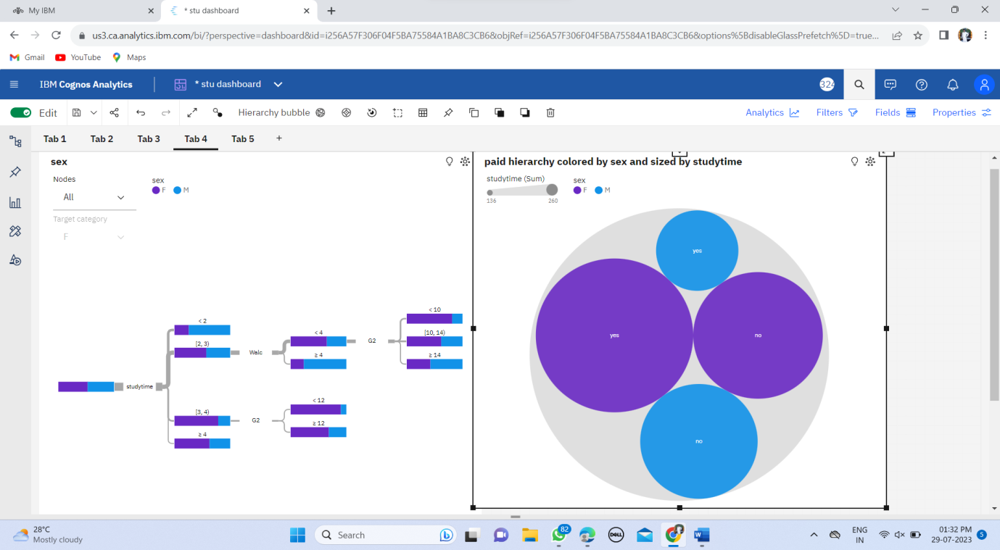 My IBM
* stu dashboard
us3.ca.analytics.ibm.com/bi/?perspective=dashboard&id=i256A57F306F04F5BA75584A1BA8C3CB6&objRef=i256A57F306F04F5BA75584A1BA8C3CB6&options%5BdisableGlassPrefetch%5D=true...
Gmail YouTube Maps
IBM Cognos Analytics * stu dashboard 324
Edit Hierarchy bubble Analytics Filters Fields Properties
Tab 1 Tab 2 Tab 3 Tab 4 Tab 5 +
sex
Nodes
All
Target category
F
sex
F M
< 2
[2, 3)
studytime
[3, 4)
≥ 4
Walc
< 4
≥ 4
G2
< 10
[10, 14)
≥ 14
G2
< 12
≥ 12
paid hierarchy colored by sex and sized by studytime
studytime (Sum)
136 260
sex
F M
yes
yes
no
no
28°C
Mostly cloudy
Search
82
DELL
ENG
IN
01:32 PM
29-07-2023
5